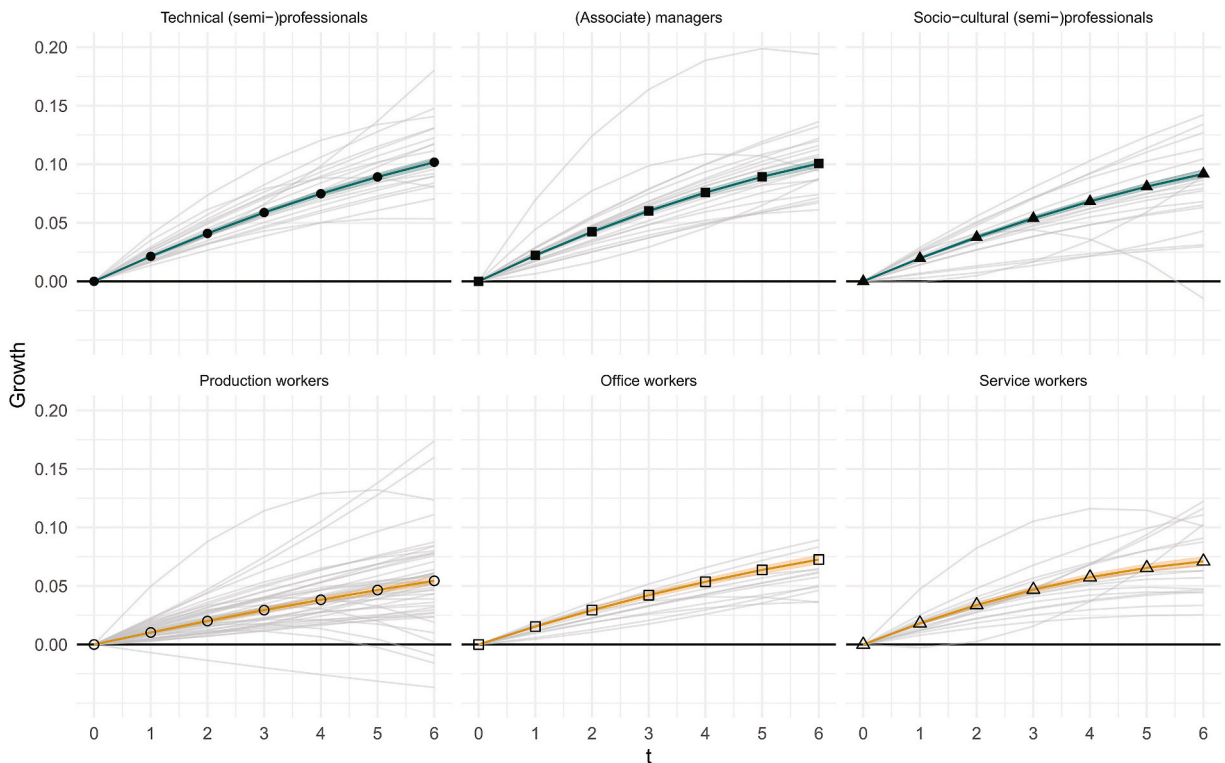 Technical (semi−)professionals
(Associate) managers
Socio−cultural (semi−)professionals
0.20
0.15
0.10
0.05
0.00
Growth
Production workers
Office workers
Service workers
0.20
0.15
0.10
0.05
0.00
0 1 2 3 4 5 6
0 1 2 3 4 5 6
0 1 2 3 4 5 6
t